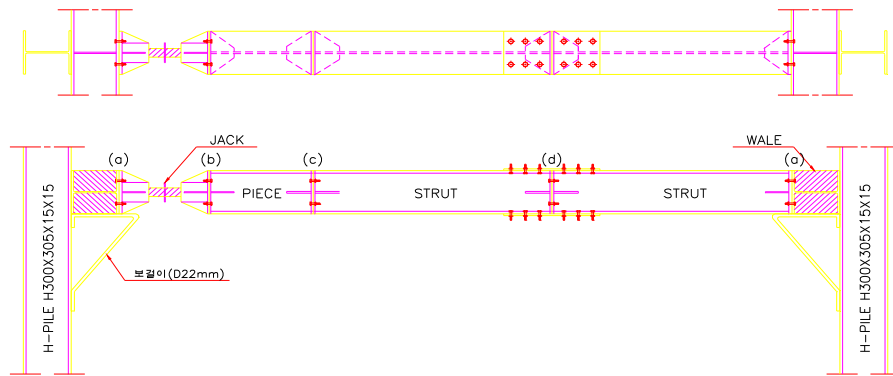 JACK
WALE
(a)
(b)
(c)
(d)
(a)
PIECE
STRUT
STRUT
보걸이(D22mm)
H-PILE H300X305X15X15
H-PILE H300X305X15X15